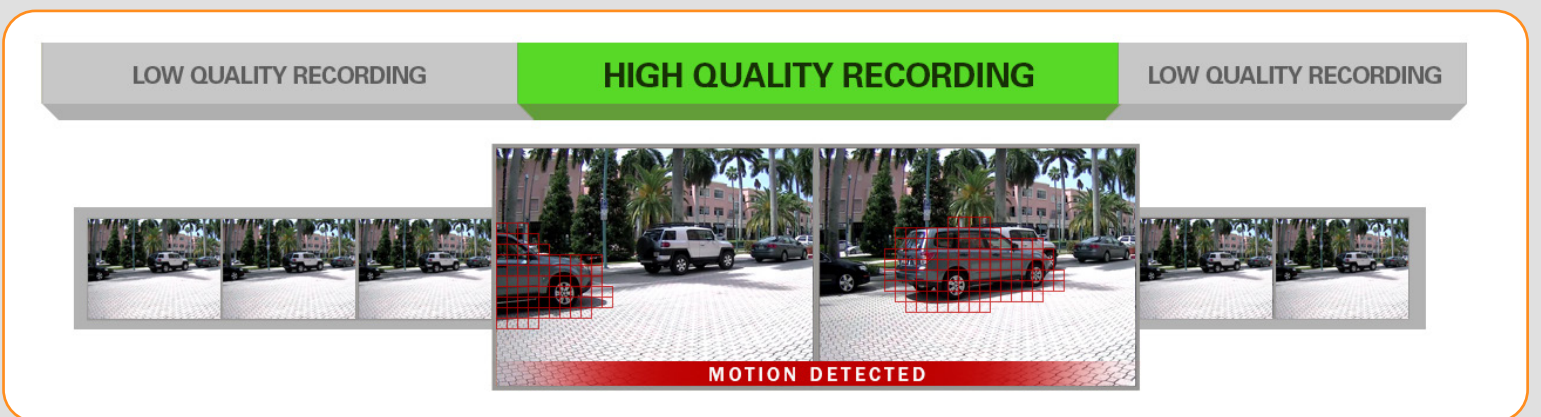 LOW QUALITY RECORDING
HIGH QUALITY RECORDING
LOW QUALITY RECORDING
MOTION DETECTED